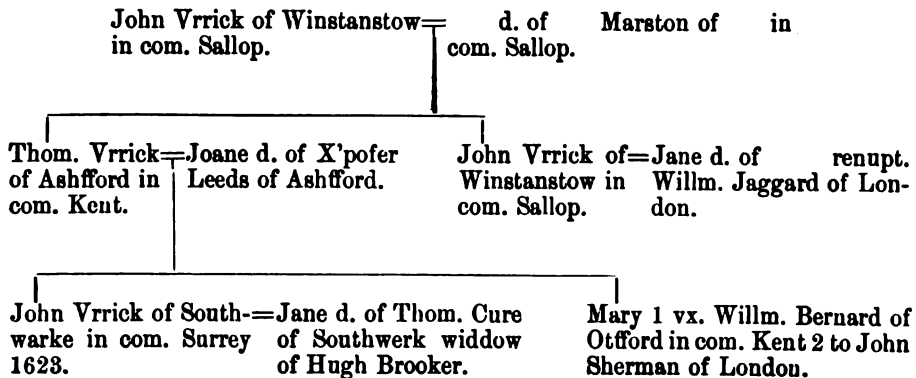 John Vrrick of Winstanstow= d. of Marston of in
in com. Sallop. com. Sallop.
Thom. Vrrick=Joane d. of X'pofer
of Ashfford in Leeds of Ashfford.
com. Kent.
John Vrrick of=Jane d. of renupt.
Winstanstow in Willm. Jaggard of Lon-
com. Sallop. don.
John Vrrick of South-=Jane d. of Thom. Cure
warke in com. Surrey of Southwerk widdow
1623. of Hugh Brooker.
Mary 1 vx. Willm. Bernard of
Otfford in com. Kent 2 to John
Sherman of London.